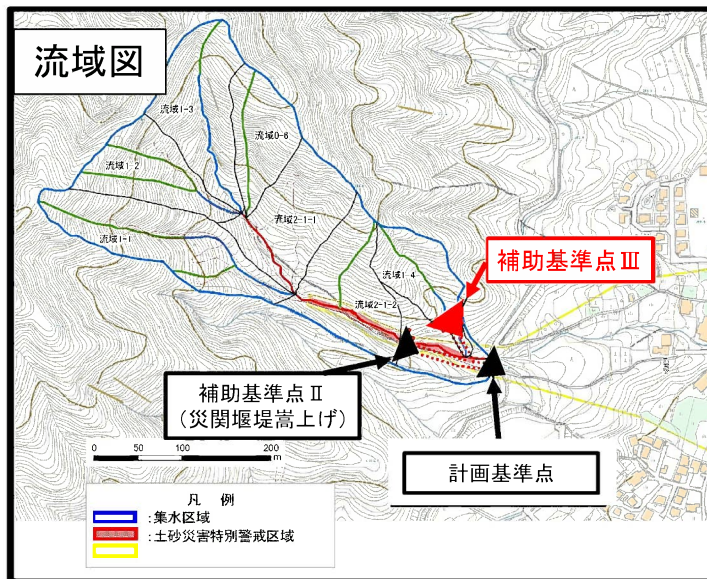 流域図
流域1-3
流域0-6
流域1-2
流域2-1-1
流域1-1
流域1-4
流域2-1-2
補助基準点Ⅲ
補助基準点Ⅱ
(災関堰堤嵩上げ)
計画基準点
0 50 100 200
m
凡 例
:集水区域
:土砂災害特別警戒区域